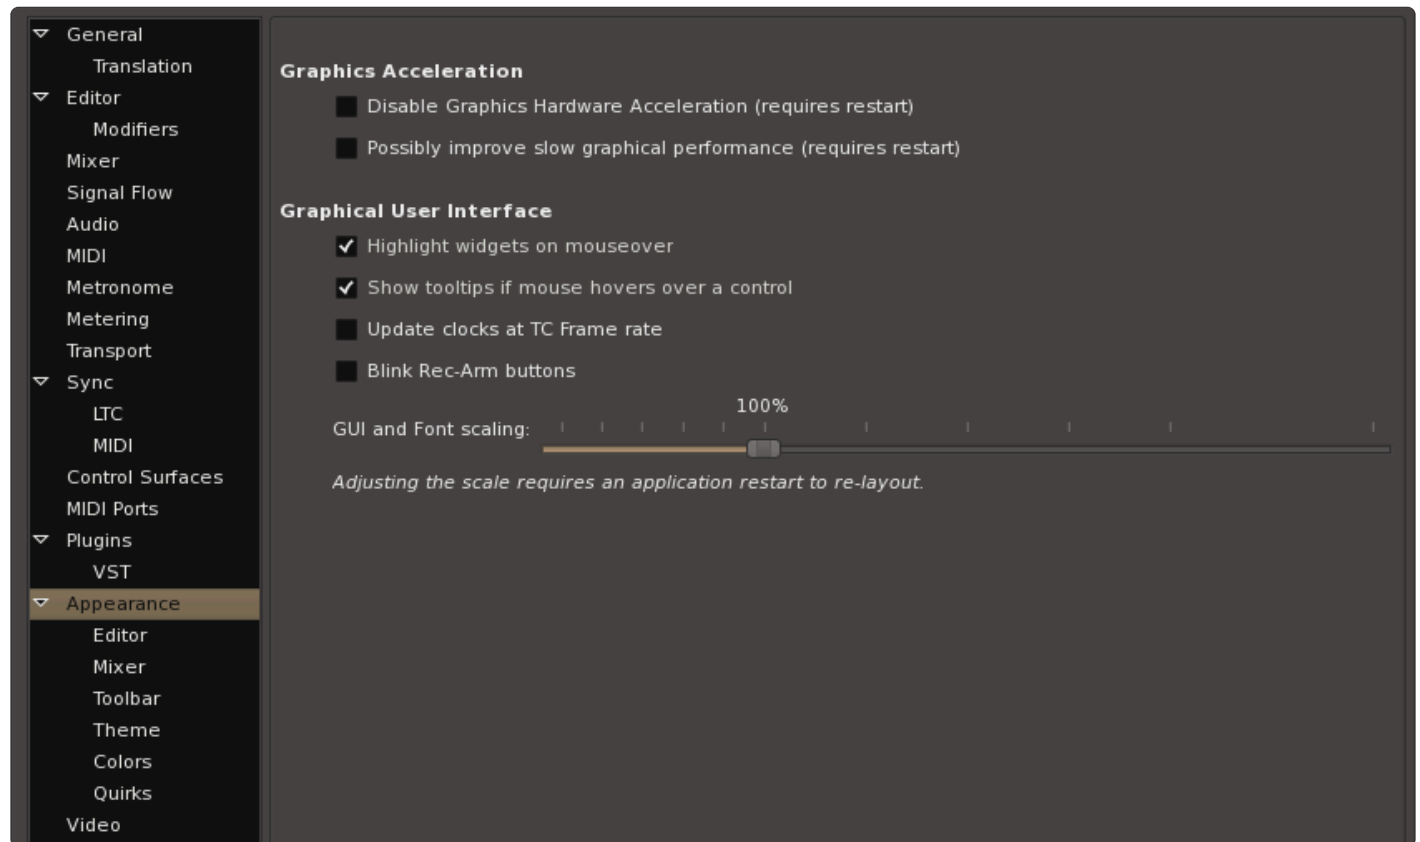 General
Translation
Editor
Modifiers
Mixer
Signal Flow
Audio
MIDI
Metronome
Metering
Transport
Sync
LTC
MIDI
Control Surfaces
MIDI Ports
Plugins
VST
Appearance
Editor
Mixer
Toolbar
Theme
Colors
Quirks
Video
Graphics Acceleration
Disable Graphics Hardware Acceleration (requires restart)
Possibly improve slow graphical performance (requires restart)
Graphical User Interface
Highlight widgets on mouseover
Show tooltips if mouse hovers over a control
Update clocks at TC Frame rate
Blink Rec-Arm buttons
100%
GUI and Font scaling:
Adjusting the scale requires an application restart to re-layout.